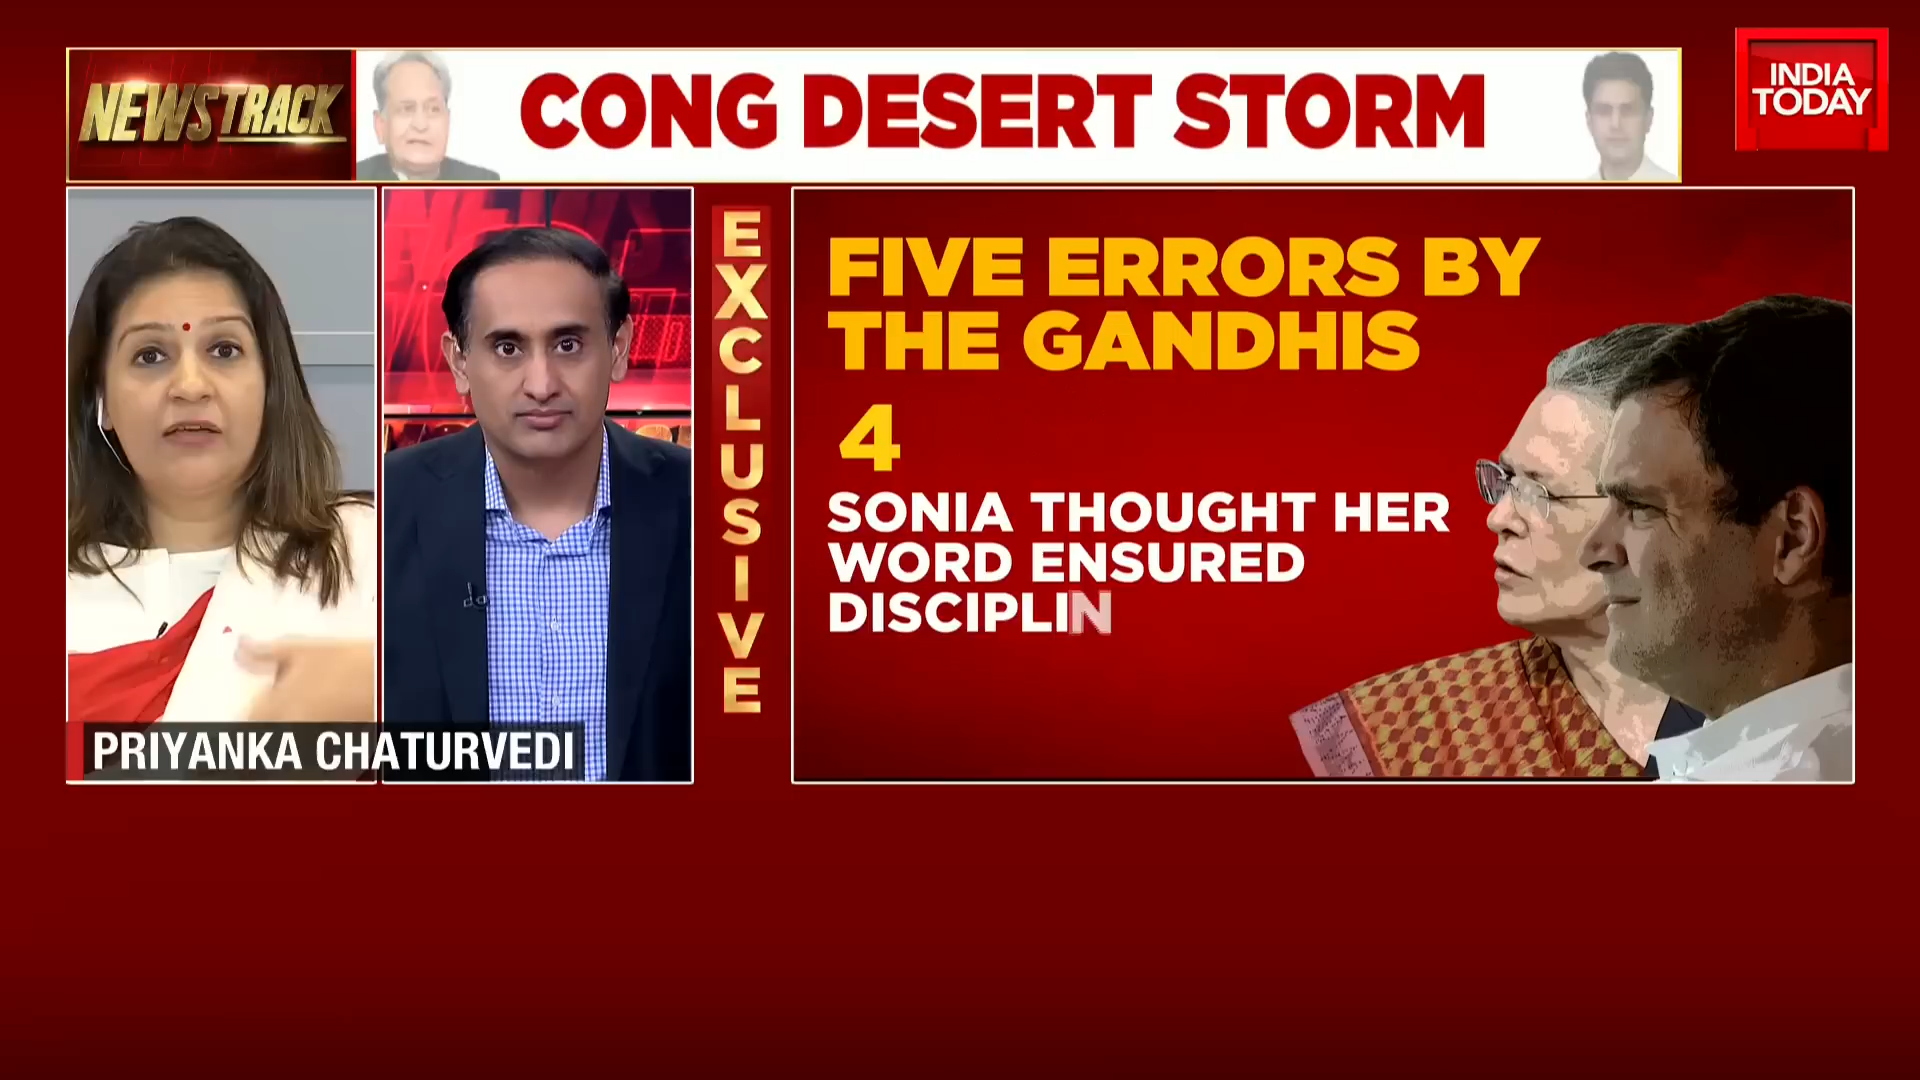 NEWSTRACK
CONG DESERT STORM
INDIA
TODAY
EXCLUSIVE
FIVE ERRORS BY
THE GANDHIS
4
SONIA THOUGHT HER
WORD ENSURED
DISCIPLIN
PRIYANKA CHATURVEDI